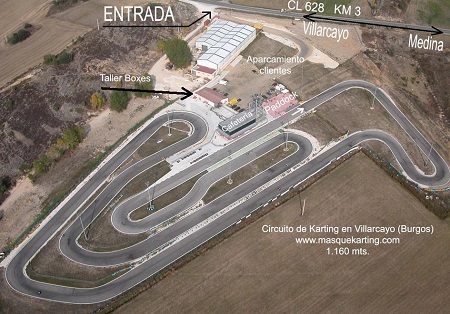 ENTRADA
CL 628 KM 3
Villarcayo
Medina
Aparcamiento
clientes
Taller Boxes
Cafetería
Paddock
Circuito de Karting en Villarcayo (Burgos)
www.masquekarting.com
1.160 mts.